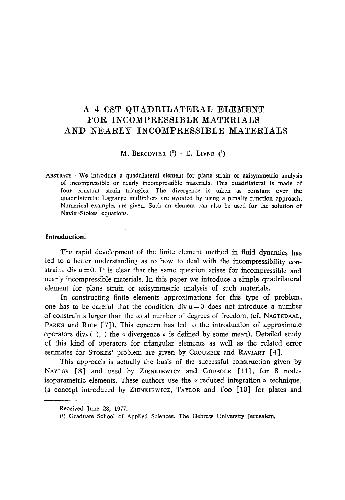 A 4 CST QUADRILATERAL ELEMENT
FOR INCOMPRESSIBLE MATERIALS
AND NEARLY INCOMPRESSIBLE MATERIALS
M. BERCOVIER (¹) - E. LIVNE (¹)
ABSTRACT - We introduce a quadrilateral element for plane strain or axisymmetric analysis
of incompressible or nearly incompressible materials. This quadrilateral is made of
four constant strain triangles. The divergence is taken as constant over the
quadrilateral; Lagrange multipliers are avoided by using a penalty function approach.
Numerical examples are given. Such an element can also be used for the solution of
Navier-Stokes equations.
Introduction.
The rapid development of the finite element method in fluid dynamics has
led to a better understanding as to how to deal with the incompressibility con-
straint, div u=0. It is clear that the same question arises for incompressible and
nearly incompressible materials. In this paper we introduce a simple quadrilateral
element for plane strain or axisymmetric analysis of such materials.
In constructing finite elements approximations for this type of problem,
one has to be careful that the condition div u=0 does not introduce a number
of constraints larger than the total number of degrees of freedom, (cf. NAGTEGAAL,
PARKS and RICE [7]). This concern has led to the introduction of approximate
operators div (·), ( the « divergence » is defined by some mean). Detailed study
of this kind of operators for triangular elements as well as the related error
estimates for STOKES' problem are given by CROUZEIX and RAVIART [4].
This approach is actually the basis of the successful construction given by
NAYLOR [8] and used by ZIENKIEWICZ and GODBOLE [11], for 8 nodes
isoparametric elements. These authors use the « reduced integration » technique,
(a concept introduced by ZIENKIEWICZ, TAYLOR and TOO [10] for plates and
Received June 28, 1977.
(¹) Graduate School of Applied Sciences, The Hebrew University Jerusalem.